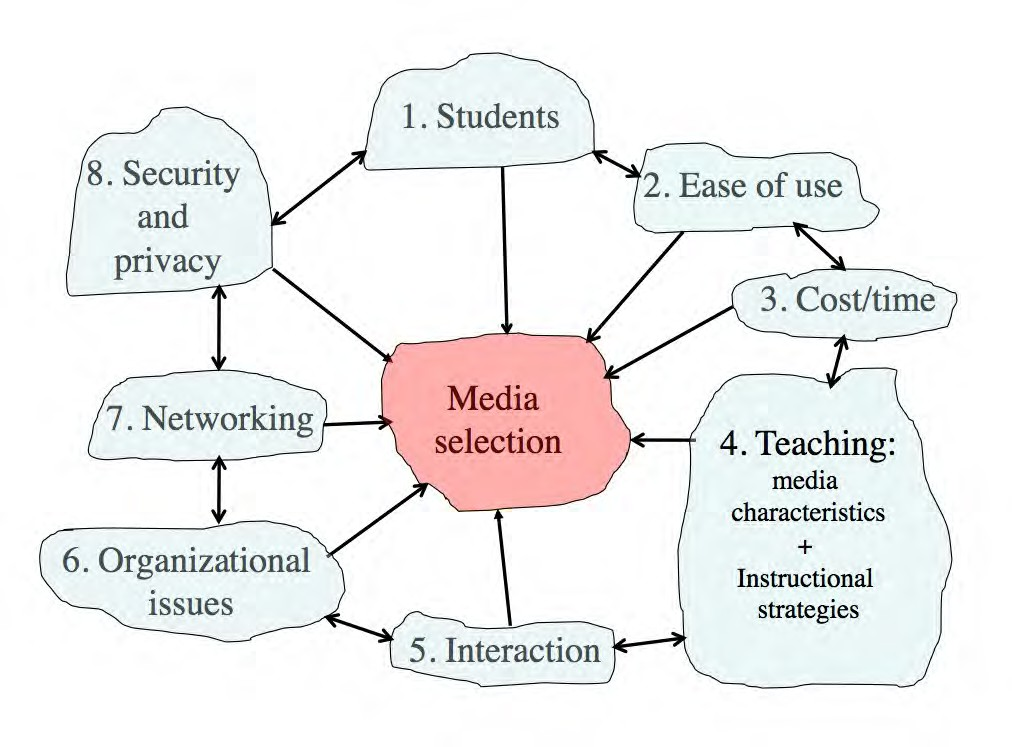 1. Students
2. Ease of use
3. Cost/time
4. Teaching:
media
characteristics
+
Instructional
strategies
5. Interaction
6. Organizational
issues
7. Networking
8. Security
and
privacy
Media
selection